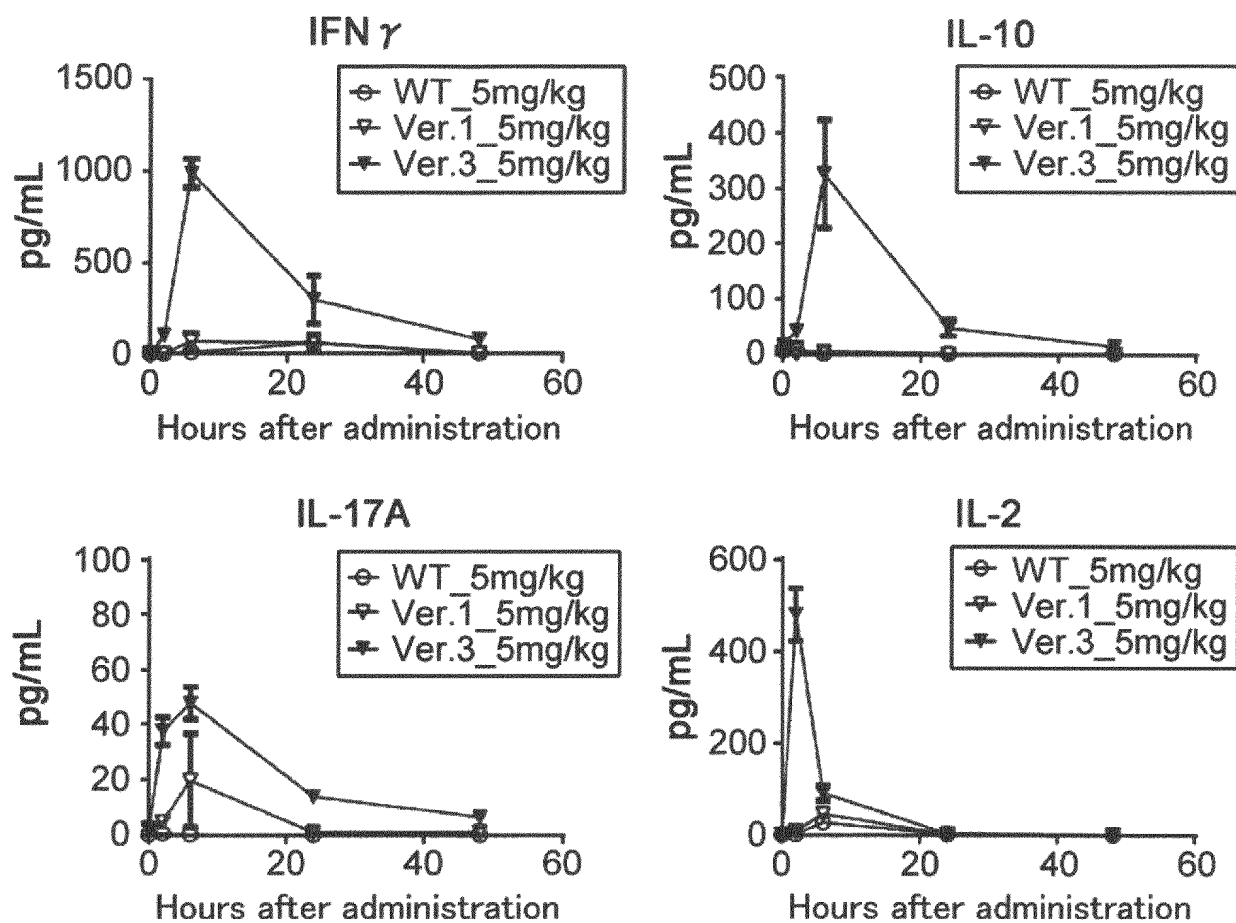 IFN γ
1500
1000
500
0
pg/mL
WT_5mg/kg
Ver.1_5mg/kg
Ver.3_5mg/kg
0 20 40 60
Hours after administration
IL-10
500
400
300
200
100
0
pg/mL
WT_5mg/kg
Ver.1_5mg/kg
Ver.3_5mg/kg
0 20 40 60
Hours after administration
IL-17A
100
80
60
40
20
0
pg/mL
WT_5mg/kg
Ver.1_5mg/kg
Ver.3_5mg/kg
0 20 40 60
Hours after administration
IL-2
600
400
200
0
pg/mL
WT_5mg/kg
Ver.1_5mg/kg
Ver.3_5mg/kg
0 20 40 60
Hours after administration